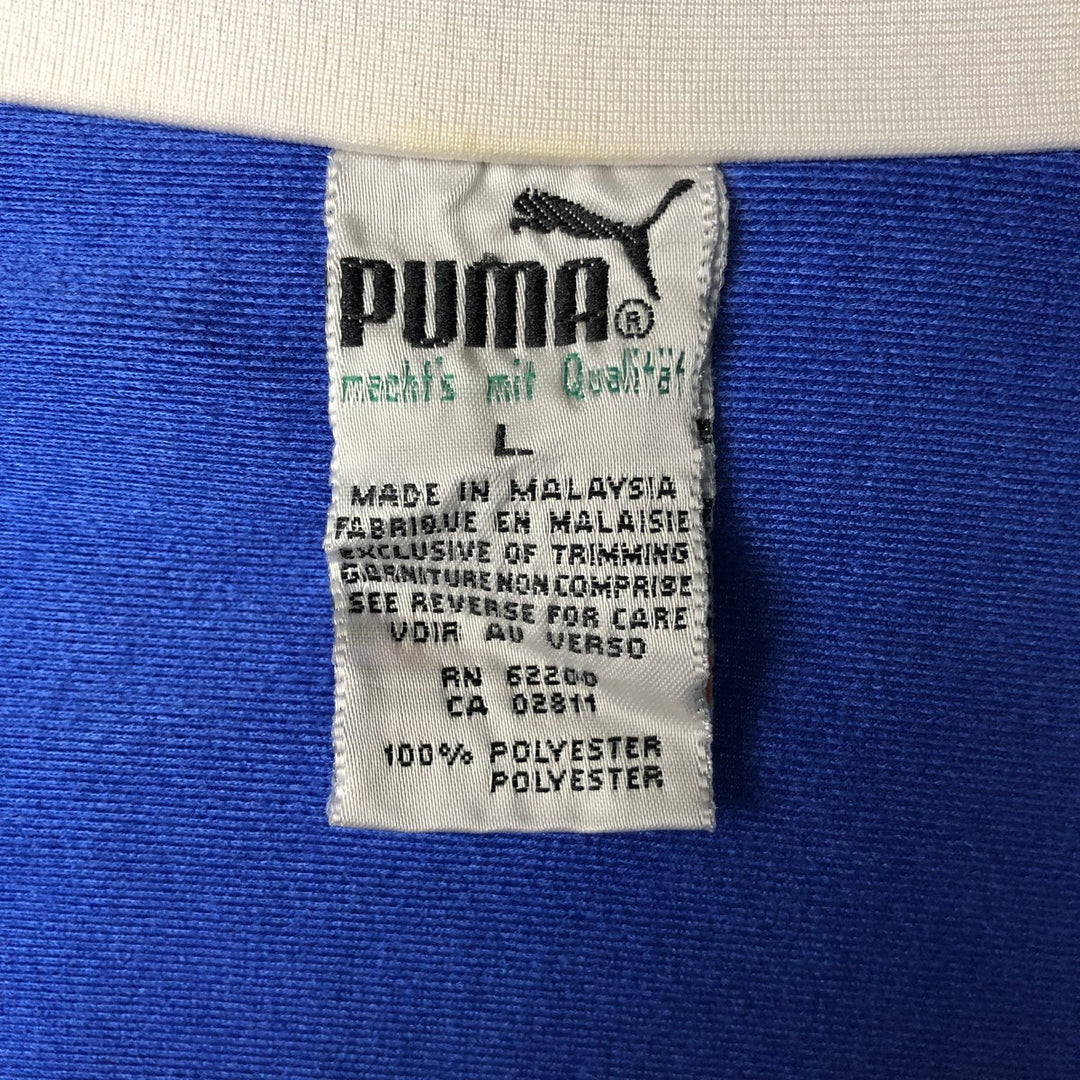 PUMA®
macht's mit Qualität
L
MADE IN MALAYSIA
FABRIQUE EN MALAISIE
EXCLUSIVE OF TRIMMING
GARNITURE NON COMPRISE
SEE REVERSE FOR CARE
VOIR AU VERSO
RN 62200
CA 02811
100% POLYESTER
POLYESTER